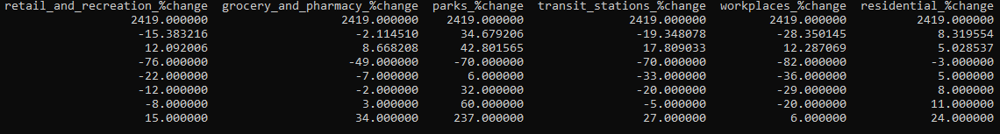 retail_and_recreation_%change grocery_and_pharmacy_%change parks_%change transit_stations_%change workplaces_%change residential_%change
2419.000000 2419.000000 2419.000000 2419.000000 2419.000000 2419.000000
-15.383216 -2.114510 34.679206 -19.348078 -28.350145 8.319554
12.092006 8.668208 42.801565 17.809033 12.287069 5.028537
-76.000000 -49.000000 -70.000000 -70.000000 -82.000000 -3.000000
-22.000000 -7.000000 6.000000 -33.000000 -36.000000 5.000000
-12.000000 -2.000000 32.000000 -20.000000 -29.000000 8.000000
-8.000000 3.000000 60.000000 -5.000000 -20.000000 11.000000
15.000000 34.000000 237.000000 27.000000 6.000000 24.000000